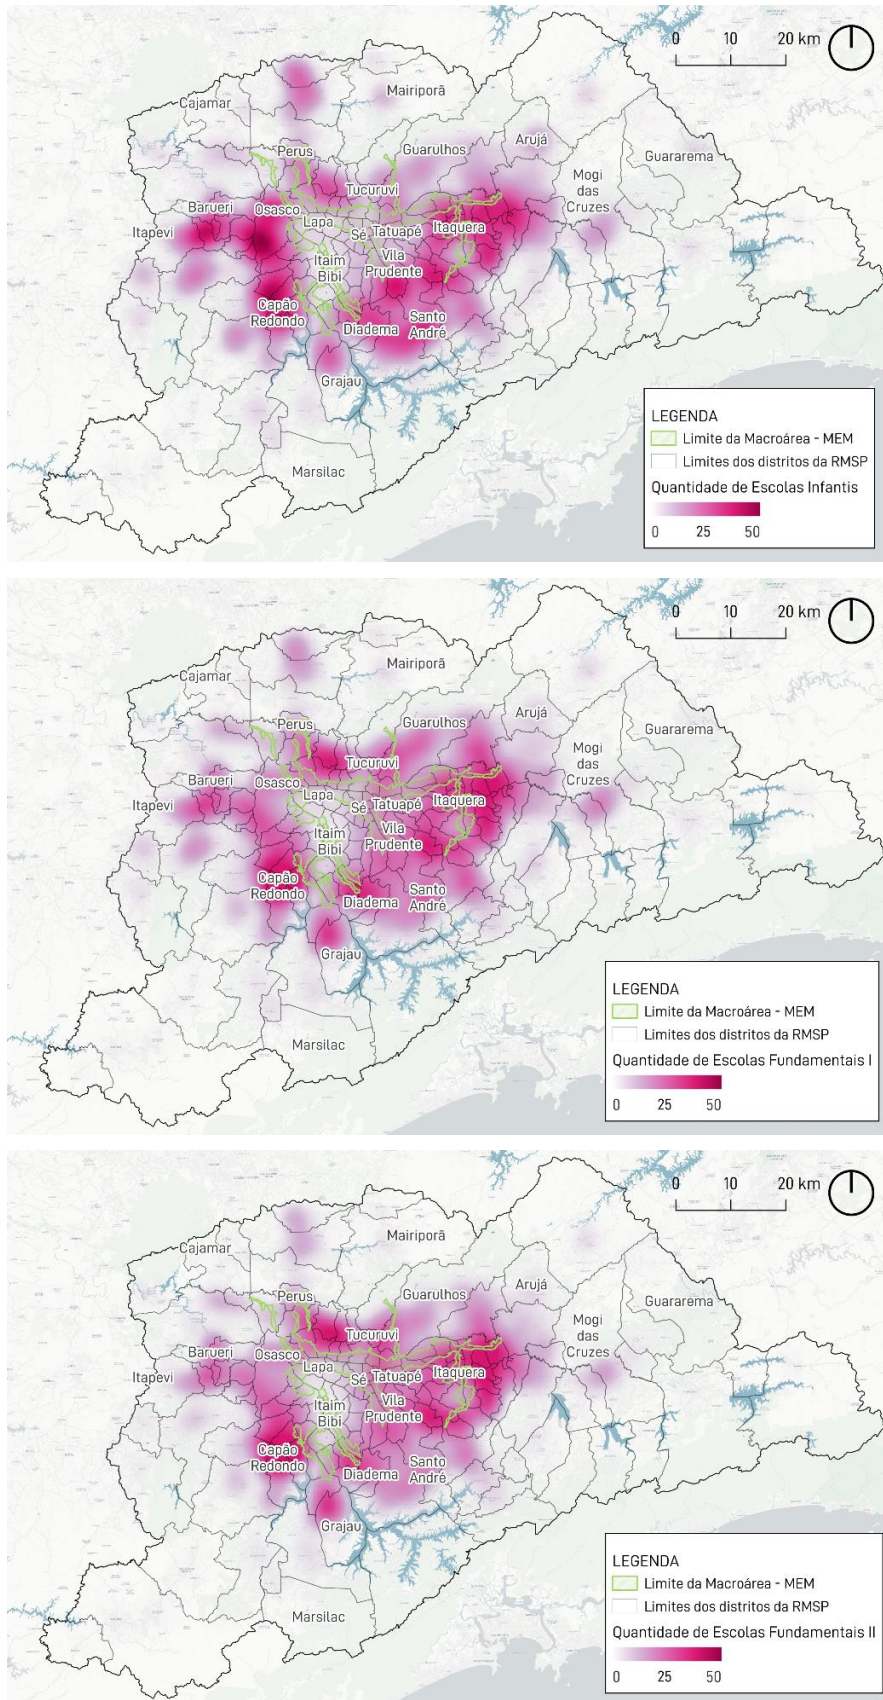 0 10 20 km
Cajamar
Mairiporã
Perus
Guarulhos
Arujá
Guararema
Mogi
das
Cruzes
Tucuruvi
Barueri
Osasco
Lapa
Itapevi
Sé
Tatuapé
Itaquera
Itaim
Bibi
Vila
Prudente
Capão
Redondo
Diadema
Santo
André
Grajau
Marsilac
LEGENDA
Limite da Macroárea - MEM
Limites dos distritos da RMSP
Quantidade de Escolas Infantis
0 25 50
0 10 20 km
Cajamar
Mairiporã
Perus
Guarulhos
Arujá
Guararema
Mogi
das
Cruzes
Tucuruvi
Barueri
Osasco
Lapa
Itapevi
Sé
Tatuapé
Itaquera
Itaim
Bibi
Vila
Prudente
Capão
Redondo
Diadema
Santo
André
Grajau
Marsilac
LEGENDA
Limite da Macroárea - MEM
Limites dos distritos da RMSP
Quantidade de Escolas Fundamentais I
0 25 50
0 10 20 km
Cajamar
Mairiporã
Perus
Guarulhos
Arujá
Guararema
Mogi
das
Cruzes
Tucuruvi
Barueri
Osasco
Lapa
Itapevi
Sé
Tatuapé
Itaquera
Itaim
Bibi
Vila
Prudente
Capão
Redondo
Diadema
Santo
André
Grajau
Marsilac
LEGENDA
Limite da Macroárea - MEM
Limites dos distritos da RMSP
Quantidade de Escolas Fundamentais II
0 25 50